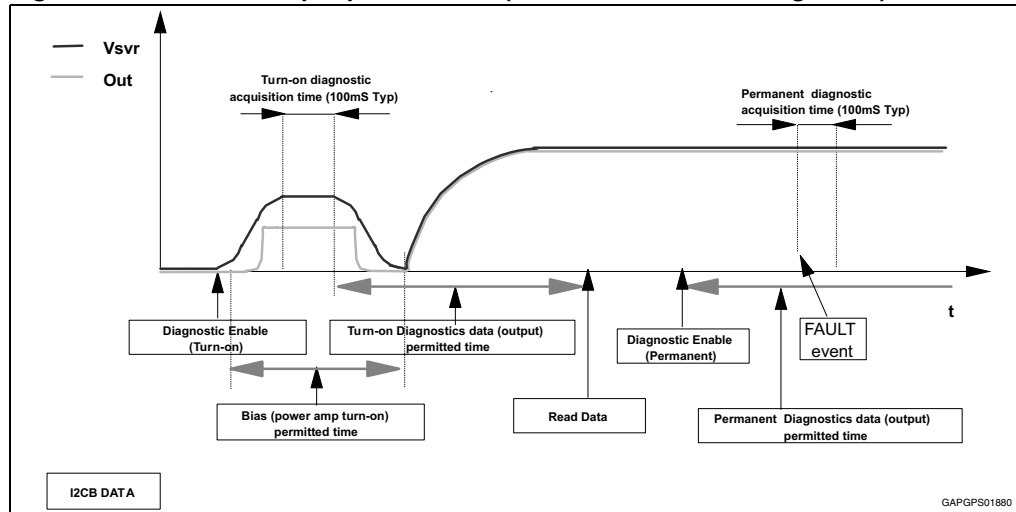 Vsvr
Out
Turn-on diagnostic
acquisition time (100mS Typ)
Permanent diagnostic
acquisition time (100mS Typ)
t
Diagnostic Enable
(Turn-on)
Turn-on Diagnostics data (output)
permitted time
Diagnostic Enable
(Permanent)
FAULT
event
Bias (power amp turn-on)
permitted time
Read Data
Permanent Diagnostics data (output)
permitted time
I2CB DATA
GAPGPS01880